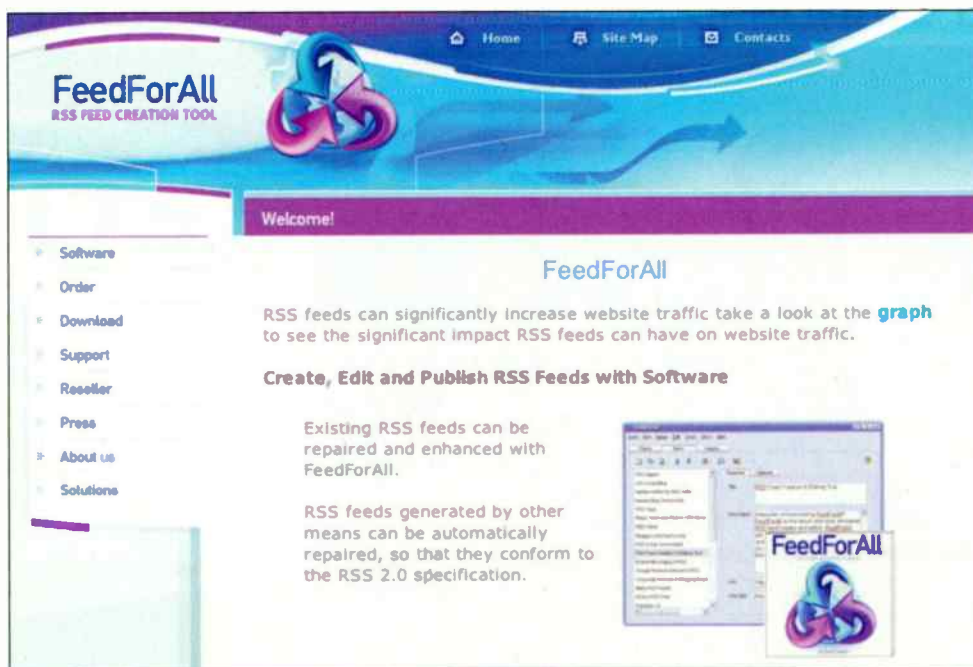 Home
Site Map
Contacts
FeedForAll
RSS FEED CREATION TOOL
Welcome!
Software
Order
Download
Support
Reseller
Press
About us
Solutions
FeedForAll
RSS feeds can significantly increase website traffic take a look at the graph
to see the significant impact RSS feeds can have on website traffic.
Create, Edit and Publish RSS Feeds with Software
Existing RSS feeds can be
repaired and enhanced with
FeedForAll.
RSS feeds generated by other
means can be automatically
repaired, so that they conform to
the RSS 2.0 specification.
FeedForAll